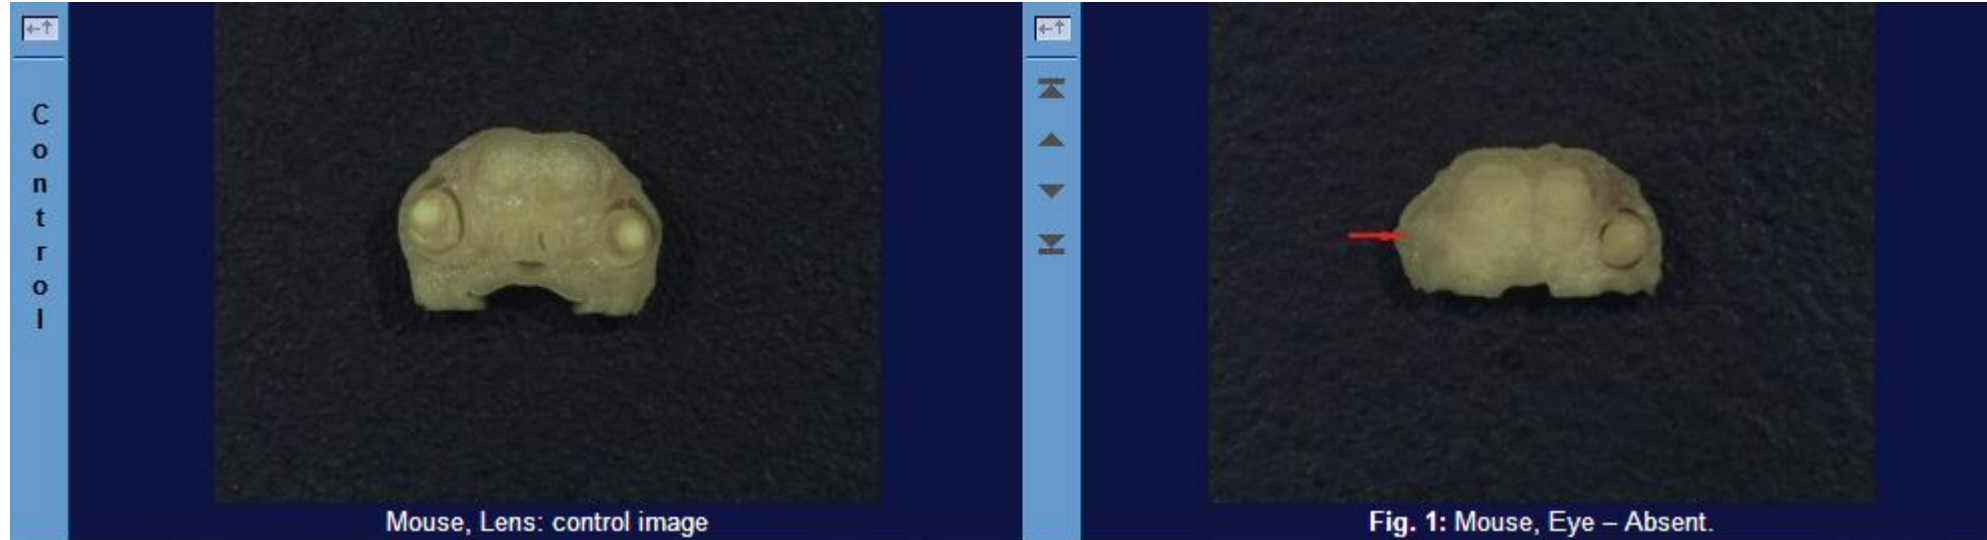 Control
Mouse, Lens: control image
Fig. 1: Mouse, Eye – Absent.